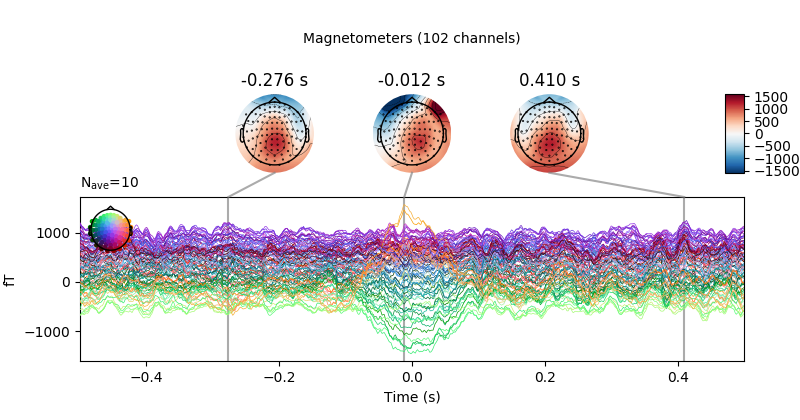 Magnetometers (102 channels)
-0.276 s
-0.012 s
0.410 s
1500
1000
500
0
−500
−1000
−1500
Nave=10
1000
0
−1000
fT
−0.4
−0.2
0.0
0.2
0.4
Time (s)